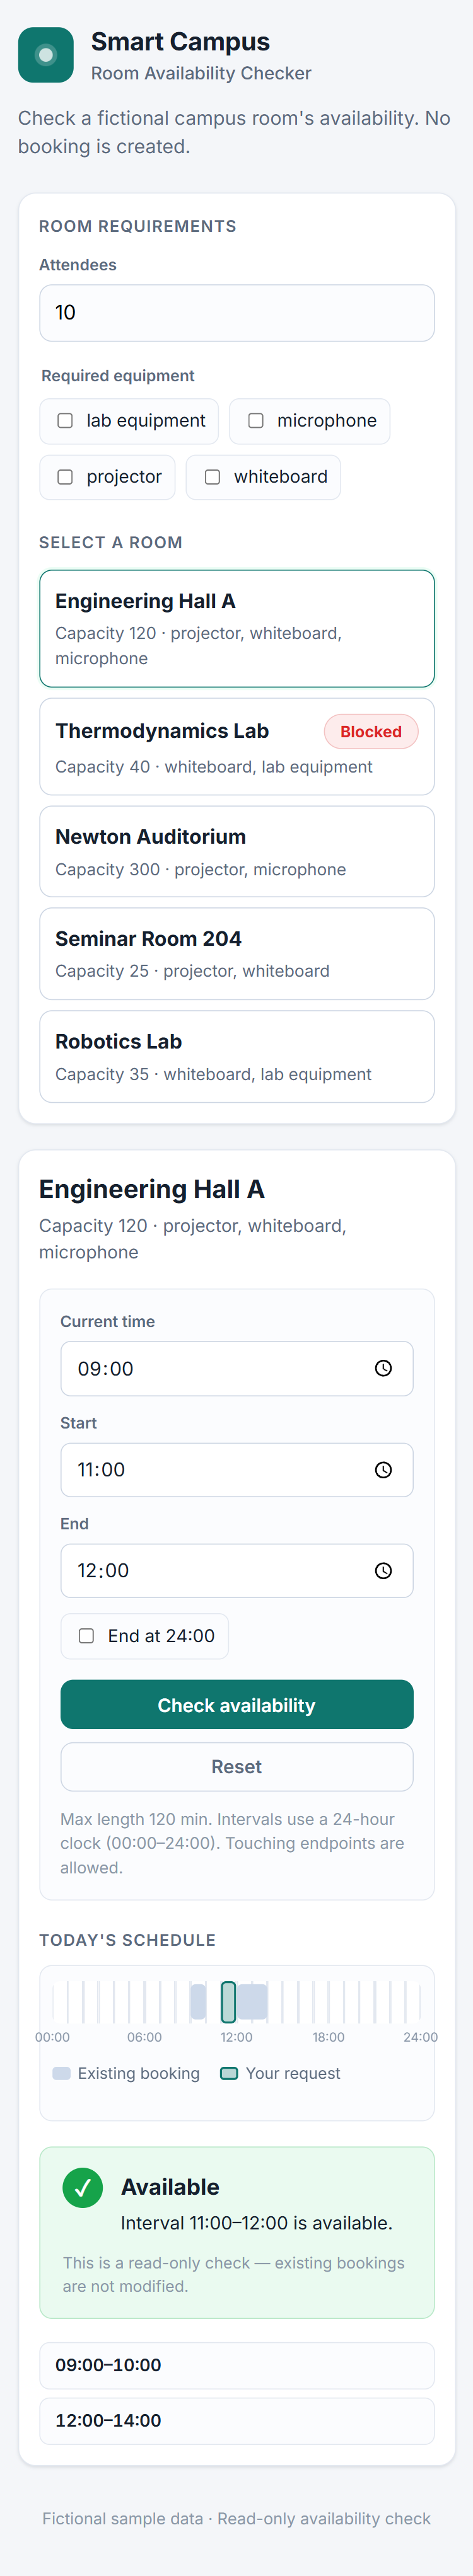 Smart Campus
Room Availability Checker
Check a fictional campus room's availability. No
booking is created.
ROOM REQUIREMENTS
Attendees
10
Required equipment
lab equipment
microphone
projector
whiteboard
SELECT A ROOM
Engineering Hall A
Capacity 120 · projector, whiteboard,
microphone
Thermodynamics Lab
Blocked
Capacity 40 · whiteboard, lab equipment
Newton Auditorium
Capacity 300 · projector, microphone
Seminar Room 204
Capacity 25 · projector, whiteboard
Robotics Lab
Capacity 35 · whiteboard, lab equipment
Engineering Hall A
Capacity 120 · projector, whiteboard,
microphone
Current time
09:00
Start
11:00
End
12:00
End at 24:00
Check availability
Reset
Max length 120 min. Intervals use a 24-hour
clock (00:00–24:00). Touching endpoints are
allowed.
TODAY'S SCHEDULE
00:00 06:00 12:00 18:00 24:00
Existing booking Your request
Available
Interval 11:00–12:00 is available.
This is a read-only check — existing bookings
are not modified.
09:00–10:00
12:00–14:00
Fictional sample data · Read-only availability check